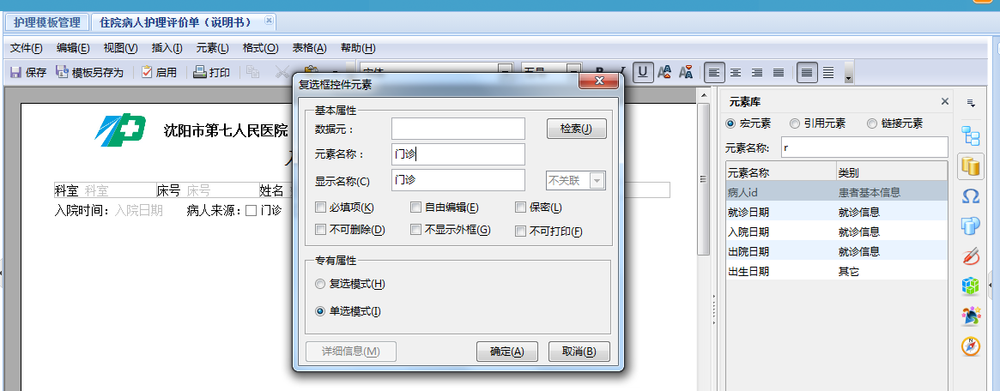 护理模板管理 住院病人护理评价单（说明书）
文件(F) 编辑(E) 视图(V) 插入(I) 元素(L) 格式(O) 表格(A) 帮助(H)
保存 模板另存为 启用 打印
复选框控件元素
基本属性
数据元： 检索(J)
元素名称： 门诊
显示名称(C) 门诊 不关联
必填项(K) 自由编辑(E) 保密(L)
不可删除(D) 不显示外框(G) 不可打印(F)
专有属性
复选模式(H)
单选模式(I)
详细信息(M) 确定(A) 取消(B)
沈阳市第七人民医院
科室 科室 床号 床号 姓名
入院时间: 入院日期 病人来源: 门诊
元素库
宏元素 引用元素 链接元素
元素名称: r
元素名称 类别
病人id 患者基本信息
就诊日期 就诊信息
入院日期 就诊信息
出院日期 就诊信息
出生日期 其它